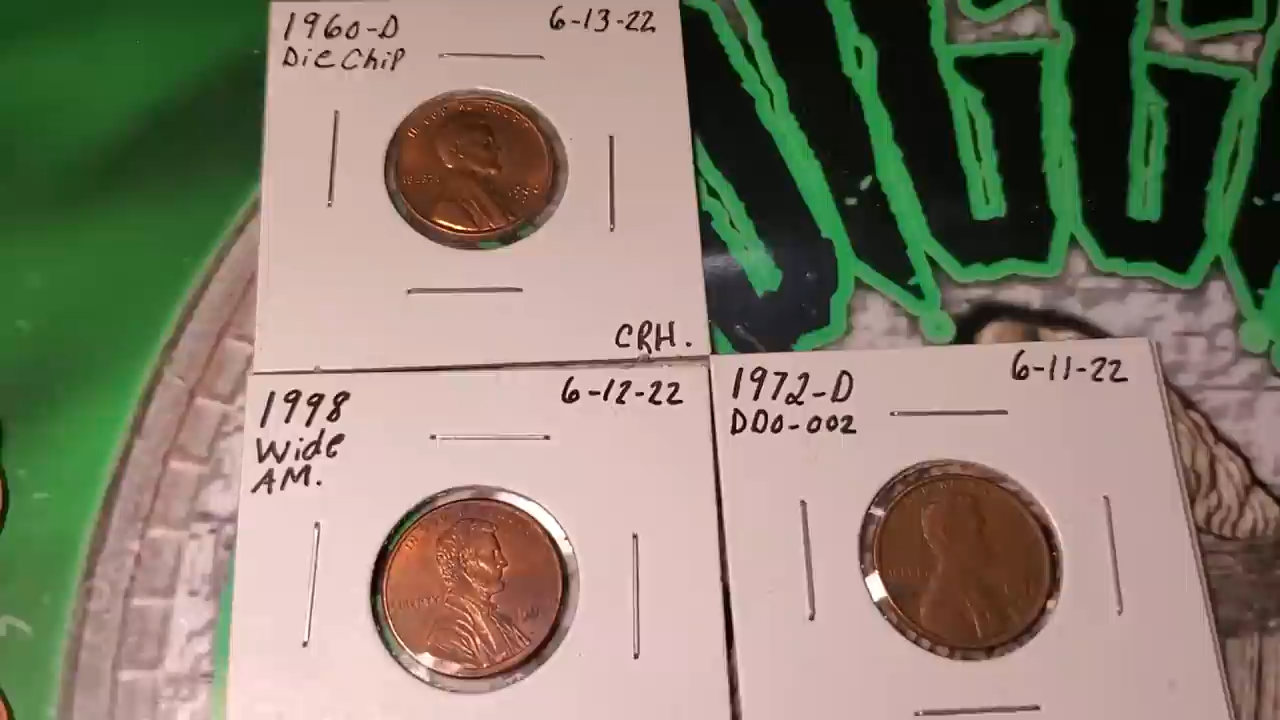 1960-D
Die Chip
6-13-22
CRH.
1998
Wide
AM.
6-12-22
LIBERTY
1972-D
DDO-002
6-11-22